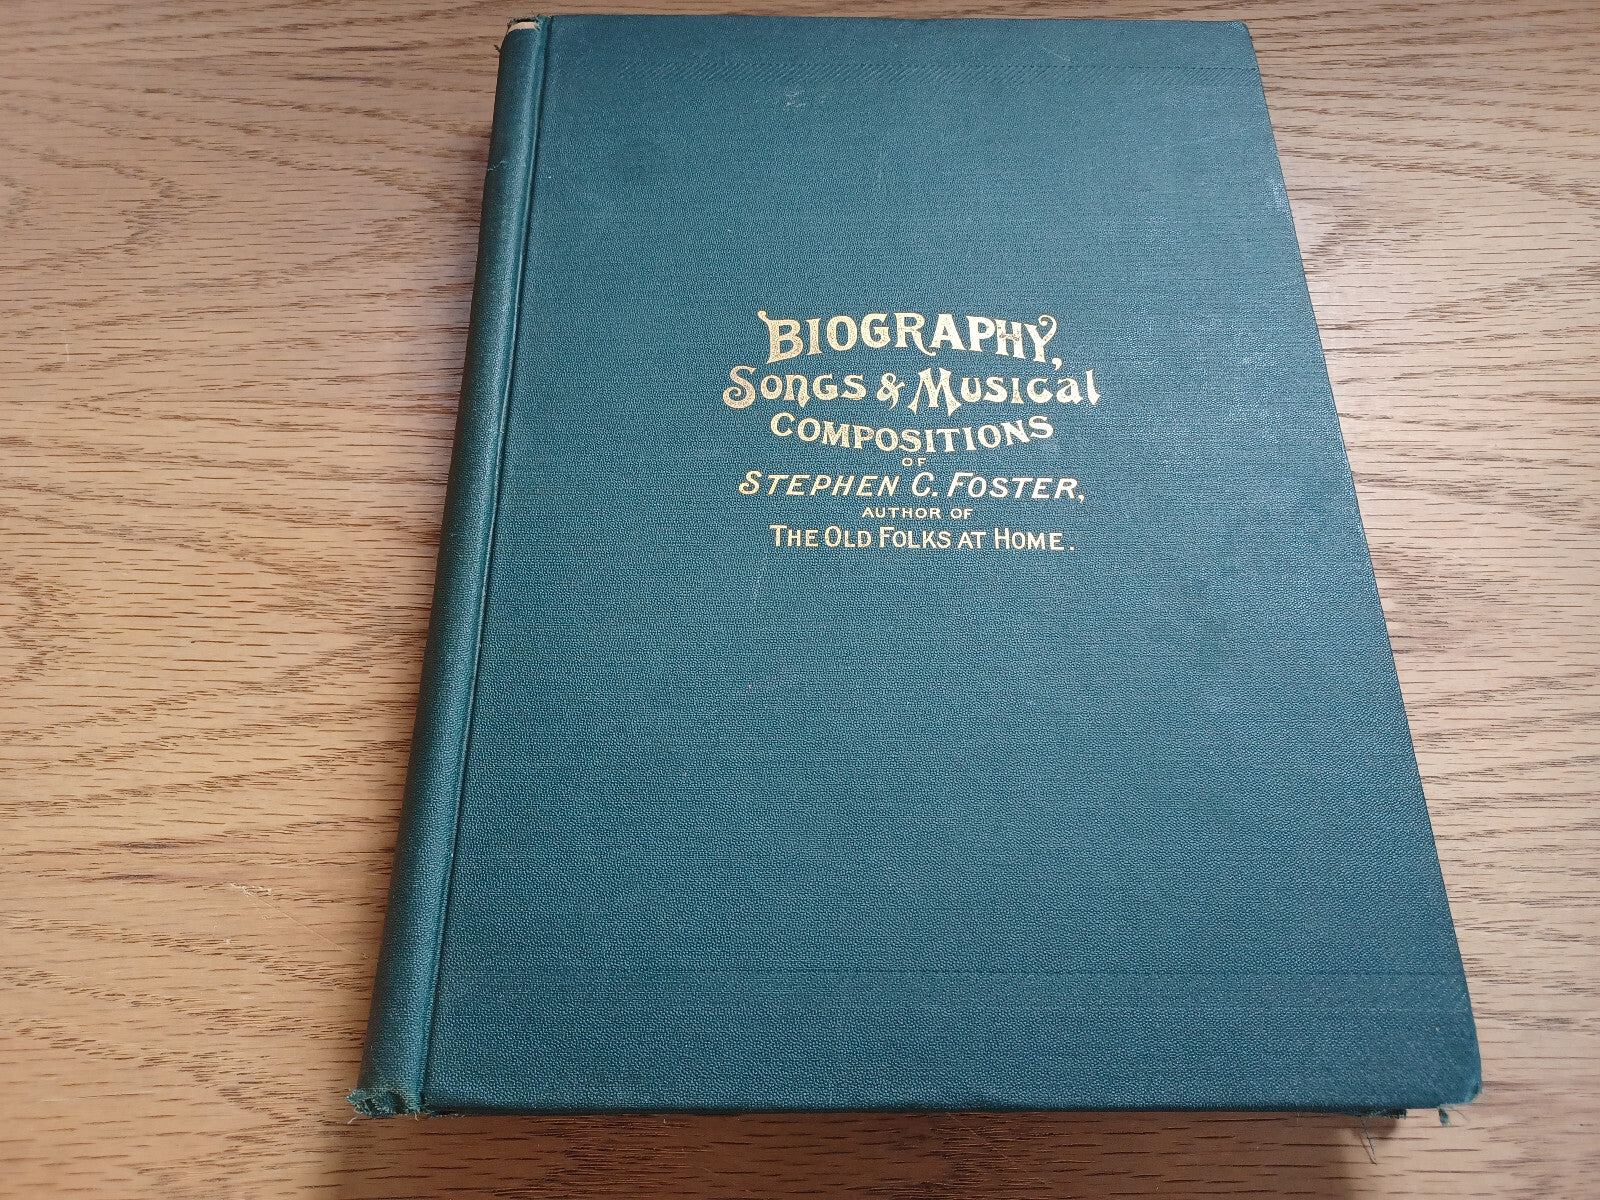 BIOGRAPHY,
SONGS & MUSICAL
COMPOSITIONS
OF
STEPHEN C. FOSTER,
AUTHOR OF
THE OLD FOLKS AT HOME.